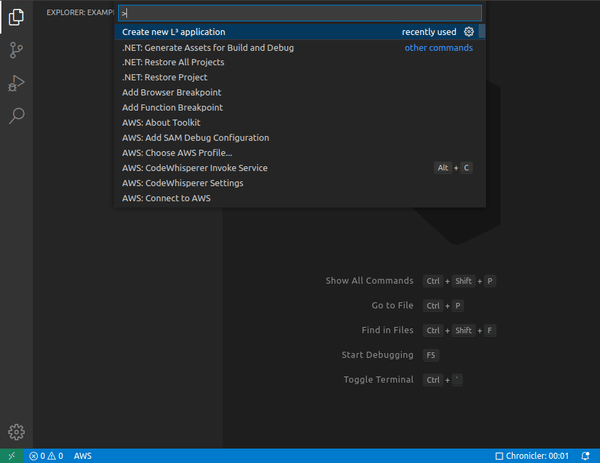 EXPLORER: EXAMP
>
Create new L³ application recently used
.NET: Generate Assets for Build and Debug other commands
.NET: Restore All Projects
.NET: Restore Project
Add Browser Breakpoint
Add Function Breakpoint
AWS: About Toolkit
AWS: Add SAM Debug Configuration
AWS: Choose AWS Profile...
AWS: CodeWhisperer Invoke Service Alt + C
AWS: CodeWhisperer Settings
AWS: Connect to AWS
Show All Commands Ctrl + Shift + P
Go to File Ctrl + P
Find in Files Ctrl + Shift + F
Start Debugging F5
Toggle Terminal Ctrl + `
0 0 AWS Chronicler: 00:01